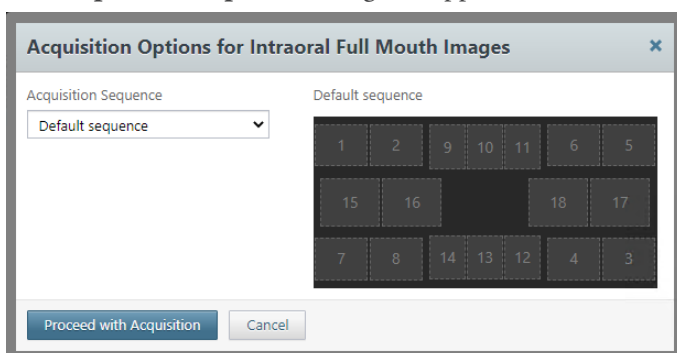 Acquisition Options for Intraoral Full Mouth Images ×
Acquisition Sequence
Default sequence
Default sequence
1 2 9 10 11 6 5
15 16 18 17
7 8 14 13 12 4 3
Proceed with Acquisition Cancel